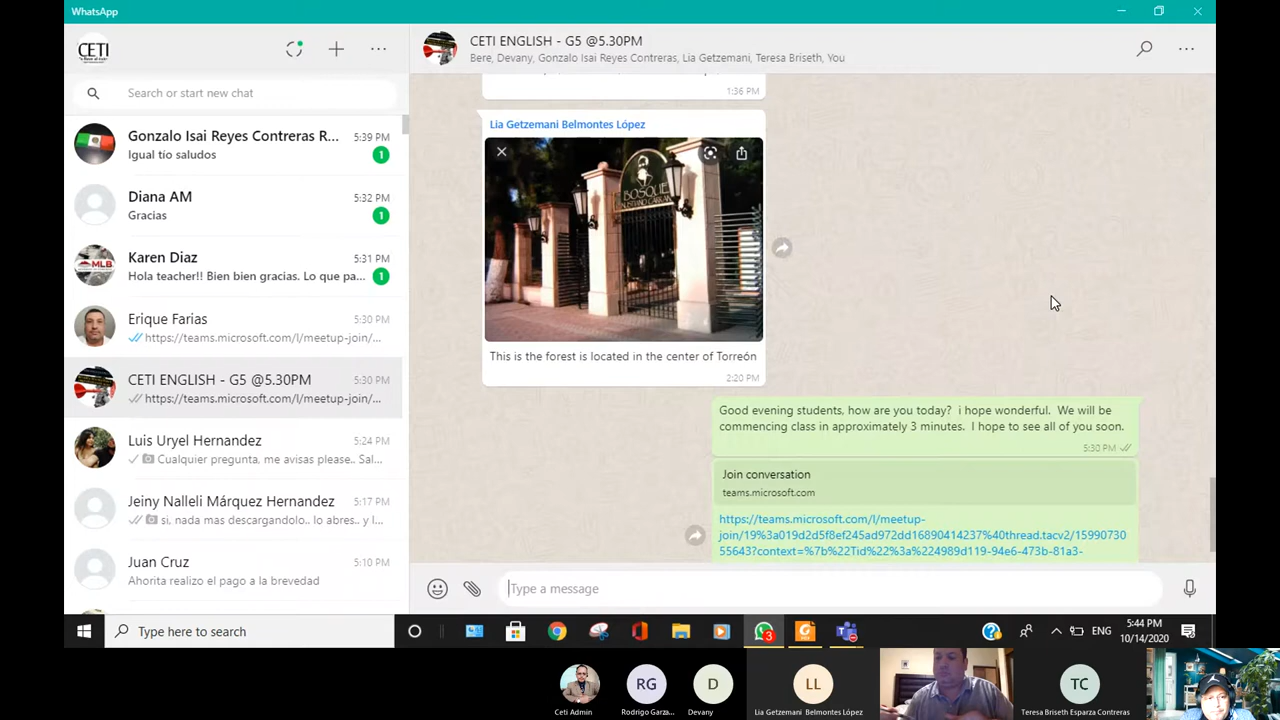 WhatsApp
CETI
Search or start new chat
Gonzalo Isai Reyes Contreras R... 5:39 PM
Igual tío saludos 1
Diana AM 5:32 PM
Gracias 1
Karen Diaz 5:31 PM
Hola teacher!! Bien bien gracias. Lo que pa... 1
MLB
Erique Farias 5:30 PM
https://teams.microsoft.com/l/meetup-join/...
CETI ENGLISH - G5 @5.30PM 5:30 PM
https://teams.microsoft.com/l/meetup-join/...
Luis Uryel Hernandez 5:24 PM
Cualquier pregunta, me avisas please.. Sal...
Jeiny Nalleli Márquez Hernandez 5:17 PM
si, nada mas descargandolo.. lo abres.. y l...
Juan Cruz 5:10 PM
Ahorita realizo el pago a la brevedad
CETI ENGLISH - G5 @5.30PM
Bere, Devany, Gonzalo Isai Reyes Contreras, Lia Getzemani, Teresa Briseth, You
1:36 PM
Lia Getzemani Belmontes López
BOSQUE
This is the forest is located in the center of Torreón
2:20 PM
Good evening students, how are you today? i hope wonderful. We will be
commencing class in approximately 3 minutes. I hope to see all of you soon.
5:30 PM
Join conversation
teams.microsoft.com
https://teams.microsoft.com/l/meetup-
join/19%3a019d2d5f8ef245ad972dd16890414237%40thread.tacv2/15990730
55643?context=%7b%22Tid%22%3a%224989d119-94e6-473b-81a3-
Type a message
Type here to search
3
ENG
5:44 PM
10/14/2020
RG
D
LL
TC
Ceti Admin
Rodrigo Garza...
Devany
Lia Getzemani Belmontes López
Teresa Briseth Esparza Contreras